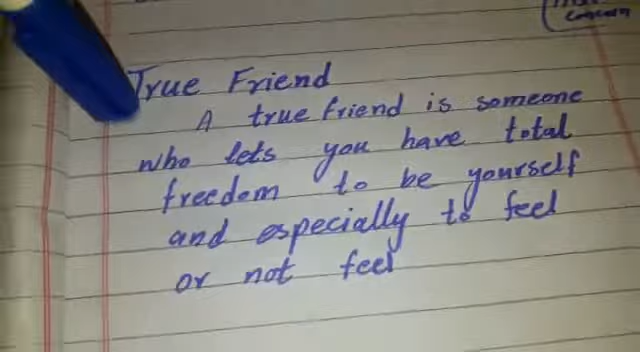 True Friend
A true friend is someone
who lets you have total
freedom to be yourself
and especially to feel
or not feel